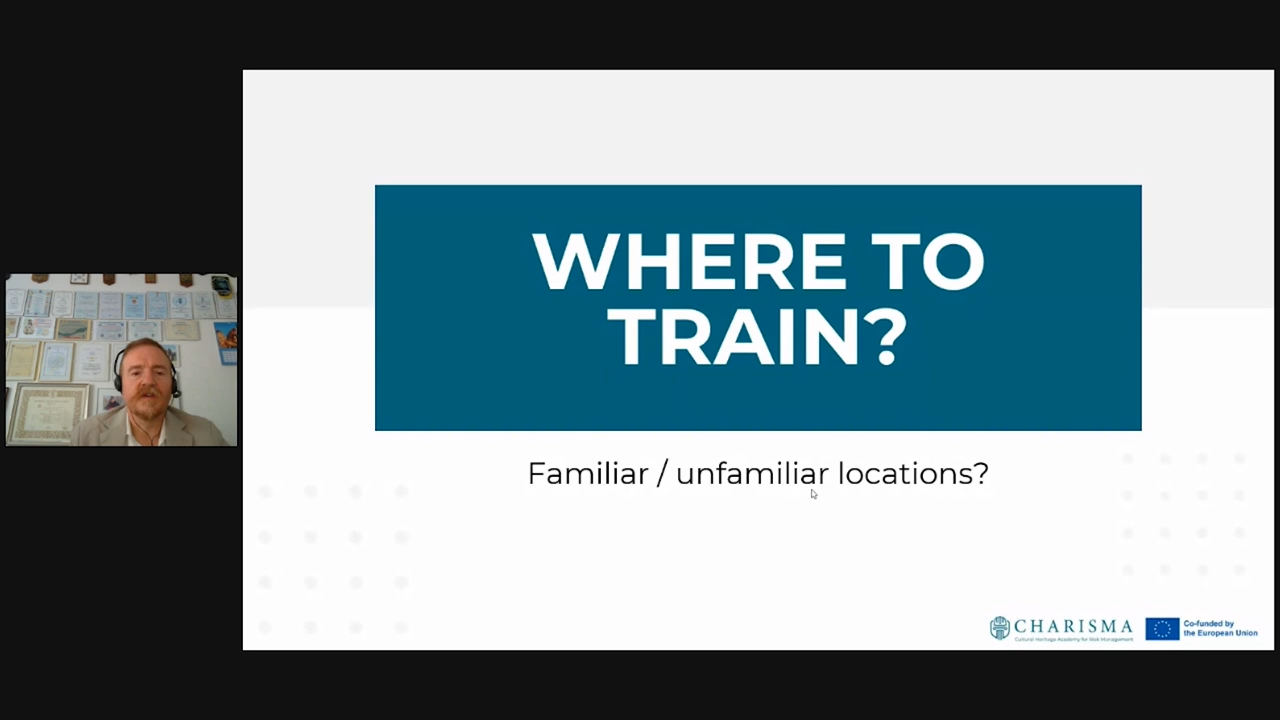 WHERE TO
TRAIN?
Familiar / unfamiliar locations?
CHARISMA
Cultural Heritage Academy for Risk Management
Co-funded by
the European Union